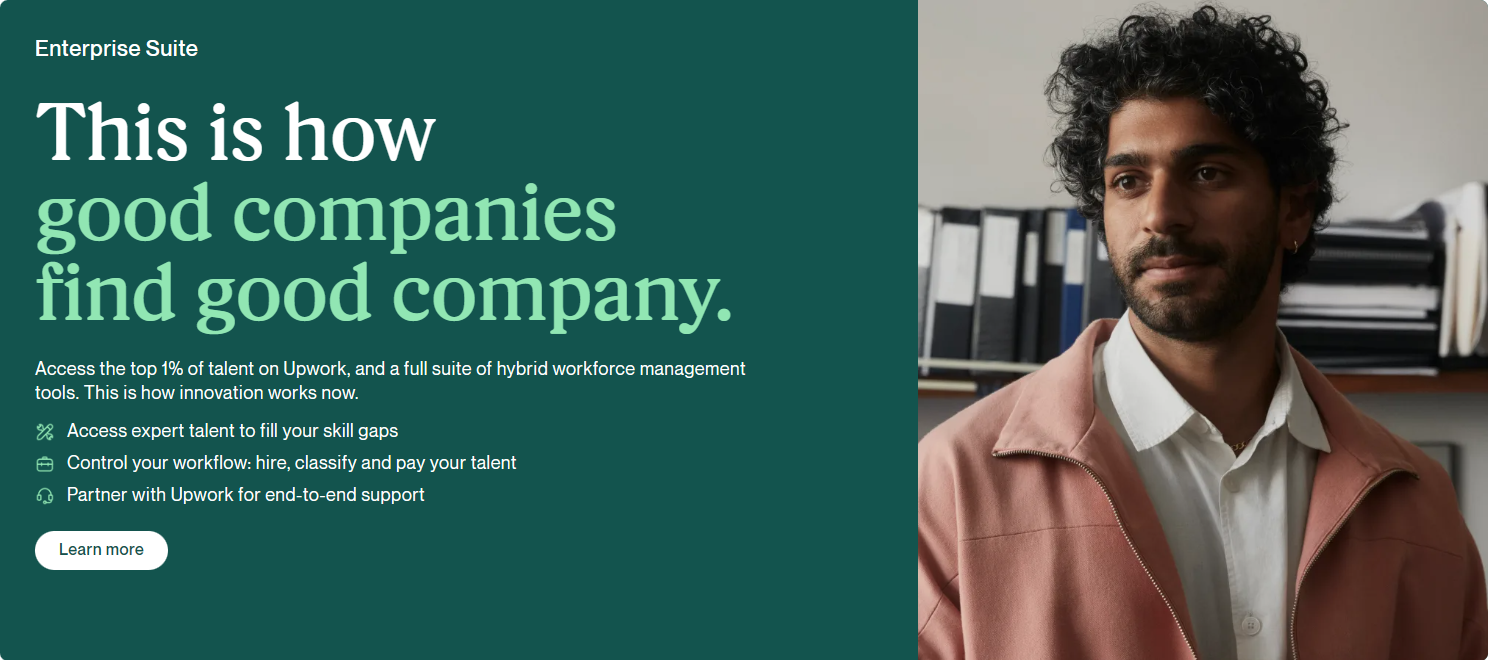 Enterprise Suite
This is how
good companies
find good company.
Access the top 1% of talent on Upwork, and a full suite of hybrid workforce management
tools. This is how innovation works now.
Access expert talent to fill your skill gaps
Control your workflow: hire, classify and pay your talent
Partner with Upwork for end-to-end support
Learn more